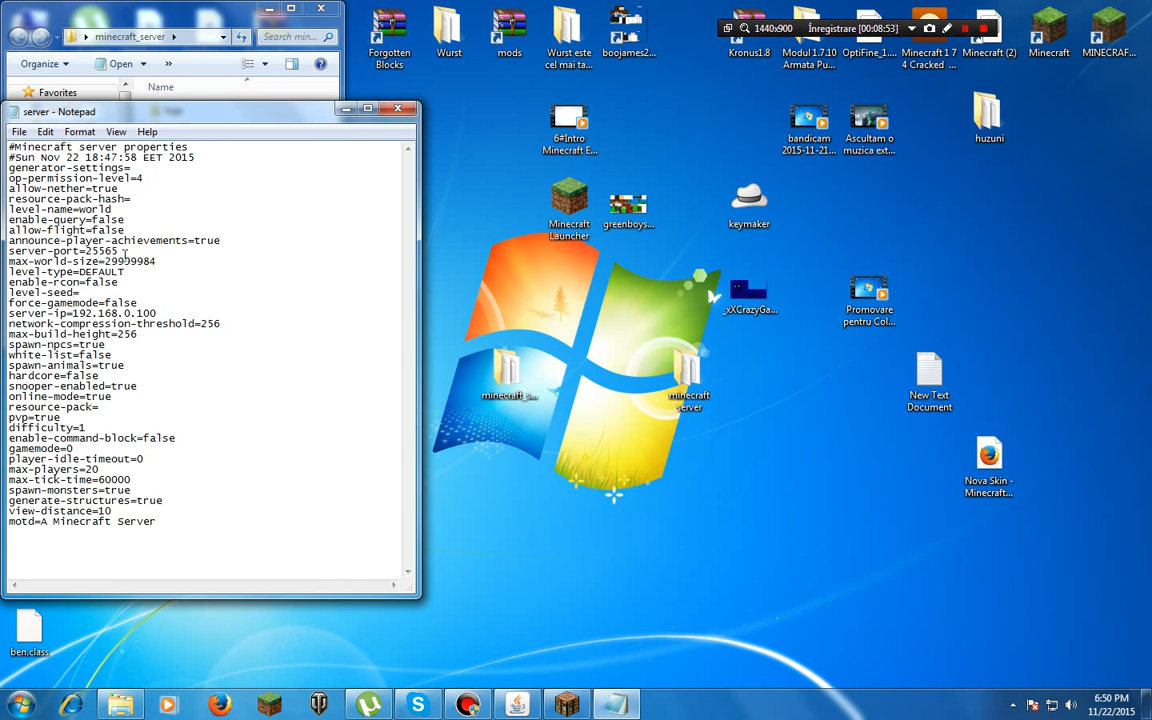 minecraft_server
Search min...
Organize
Open
»
Name
Favorites
server - Notepad
File Edit Format View Help
#Minecraft server properties
#Sun Nov 22 18:47:58 EET 2015
generator-settings=
op-permission-level=4
allow-nether=true
resource-pack-hash=
level-name=world
enable-query=false
allow-flight=false
announce-player-achievements=true
server-port=25565
max-world-size=29999984
level-type=DEFAULT
enable-rcon=false
level-seed=
force-gamemode=false
server-ip=192.168.0.100
network-compression-threshold=256
max-build-height=256
spawn-npcs=true
white-list=false
spawn-animals=true
hardcore=false
snooper-enabled=true
online-mode=true
resource-pack=
pvp=true
difficulty=1
enable-command-block=false
gamemode=0
player-idle-timeout=0
max-players=20
max-tick-time=60000
spawn-monsters=true
generate-structures=true
view-distance=10
motd=A Minecraft Server
ben.class
1440x900 Înregistrare [00:08:53]
Forgotten
Blocks
Wurst
mods
Wurst este
cel mai ta...
boojames2...
Kronus1.8
Modul 1.7.10
Armata Pu...
OptiFine_1....
Minecraft 1 7
4 Cracked _...
Minecraft (2)
Minecraft
MINECRAF...
6#Intro
Minecraft E...
bandicam
2015-11-21...
Ascultam o
muzica ext...
huzuni
Minecraft
Launcher
greenboys...
keymaker
_xXCrazyGa...
Promovare
pentru Col...
minecraft_s...
minecraft
server
New Text
Document
Nova Skin -
Minecraft...
6:50 PM
11/22/2015